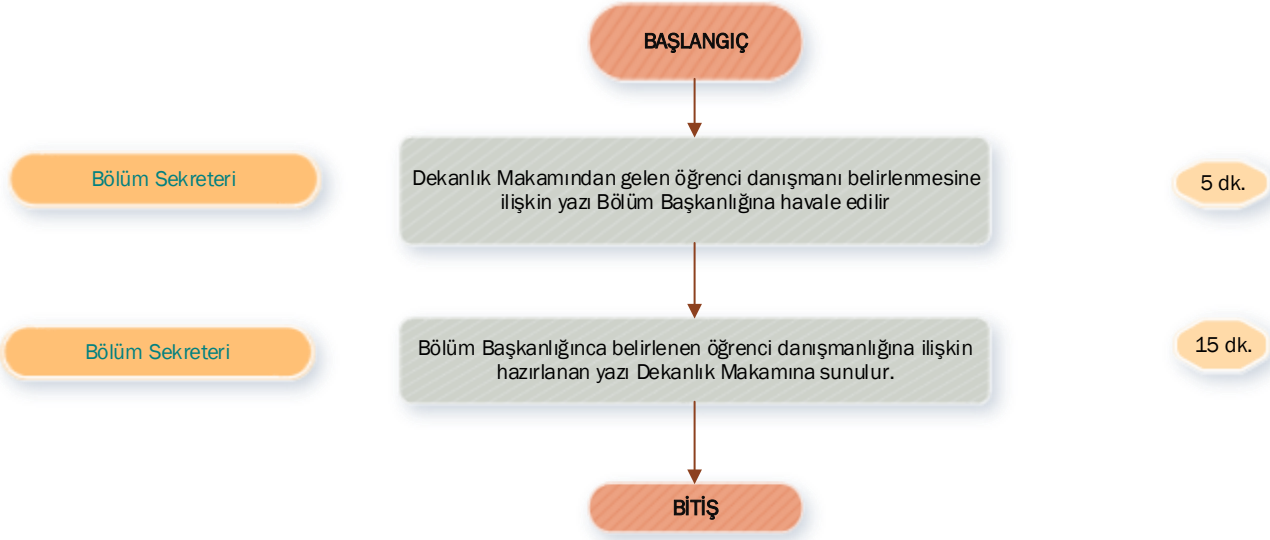 BAŞLANGIÇ
Bölüm Sekreteri
Dekanlık Makamından gelen öğrenci danışmanı belirlenmesine
ilişkin yazı Bölüm Başkanlığına havale edilir
5 dk.
Bölüm Sekreteri
Bölüm Başkanlığınca belirlenen öğrenci danışmanlığına ilişkin
hazırlanan yazı Dekanlık Makamına sunulur.
15 dk.
BİTİŞ